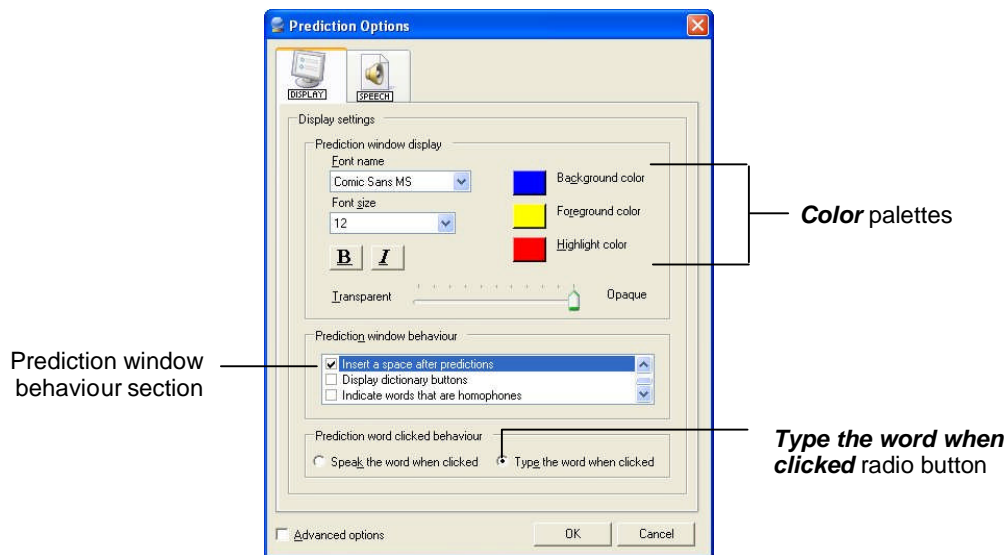 Prediction Options
DISPLAY
SPEECH
Display settings
Prediction window display
Font name
Comic Sans MS
Background color
Font size
12
Foreground color
Highlight color
B I
Transparent Opaque
Color palettes
Prediction window behaviour
Insert a space after predictions
Display dictionary buttons
Indicate words that are homophones
Prediction window
behaviour section
Prediction word clicked behaviour
Speak the word when clicked Type the word when clicked
Type the word when
clicked radio button
Advanced options OK Cancel